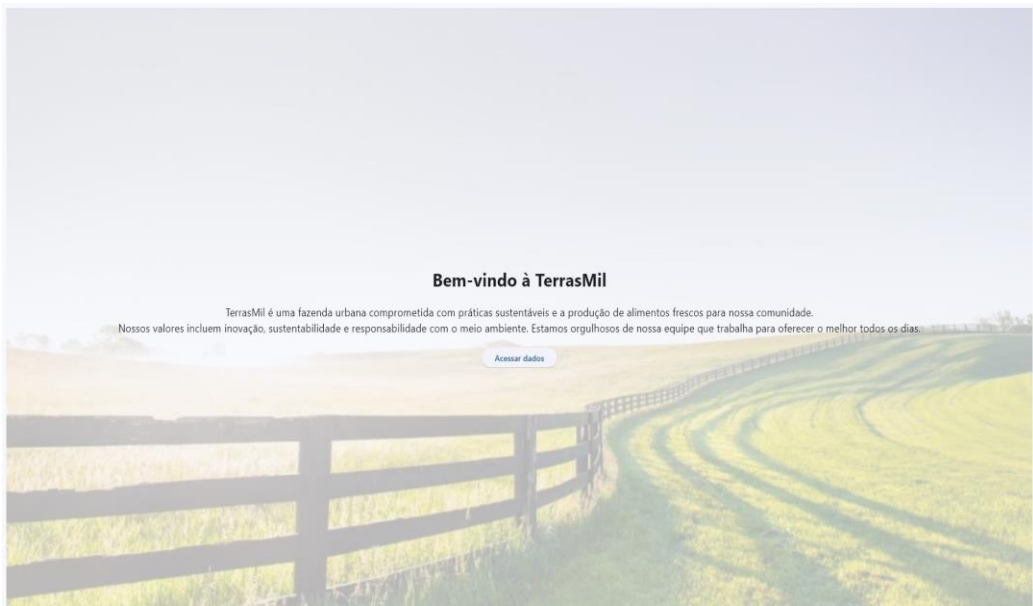 Bem-vindo à TerrasMil
TerrasMil é uma fazenda urbana comprometida com práticas sustentáveis e a produção de alimentos frescos para nossa comunidade.
Nossos valores incluem inovação, sustentabilidade e responsabilidade com o meio ambiente. Estamos orgulhosos de nossa equipe que trabalha para oferecer o melhor todos os dias.
Acessar dados